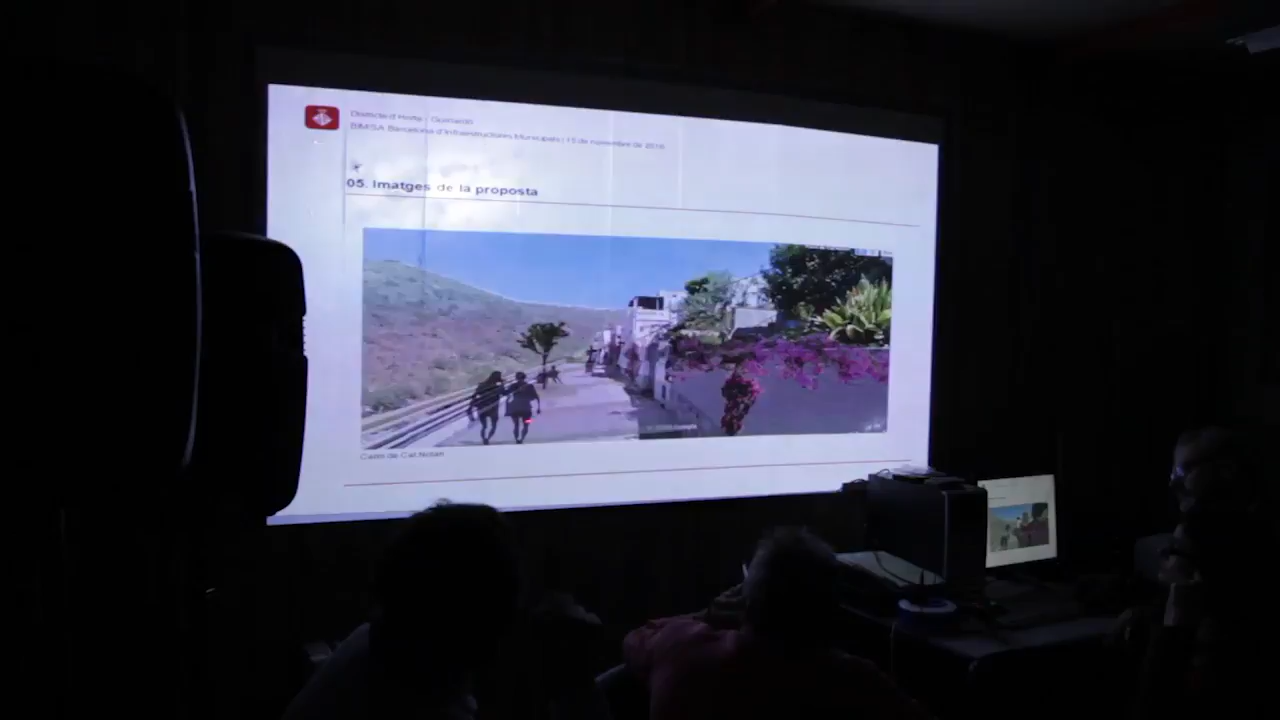 Districte d'Horta - Guinardó
BIMSA Barcelona d'Infraestructures Municipals | 15 de novembre de 2016
05. Imatges de la proposta
Camí de Cal Notari